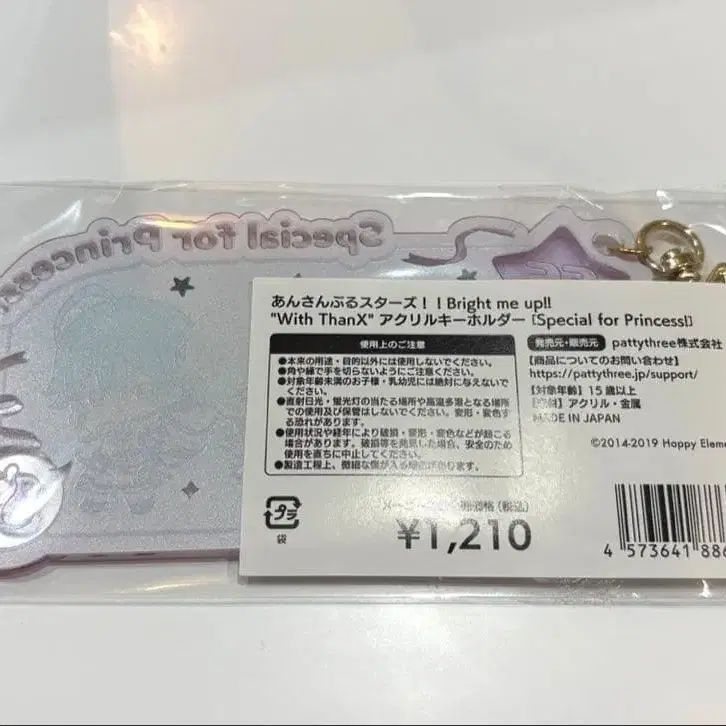 Special for Princess
あんさんぶるスターズ！！Bright me up!!
"With ThanX" アクリルキーホルダー [Special for Princess!]
使用上のご注意
●本来の用途・目的以外には使用しないでください。
●角や縁で手を切らないようにご注意ください。
●対象年齢未満のお子様・乳幼児には絶対に与えないで
ください。
●直射日光・蛍光灯の当たる場所や高温多湿となる場所
での使用及び保管はしないでください。変形・変色す
る恐れがあります。
●使用状況や経年により破損・変形・変色などが起こる
場合があります。破損等を発見した場合、安全のため
使用を直ちに中止してください。
●製造工程上、微細な傷が入る場合があります。
発売元・販売元 pattythree株式会社
【商品についてのお問い合わせ】
https://pattythree.jp/support/
【対象年齢】15歳以上
アクリル・金属
MADE IN JAPAN
©2014-2019 Happy Eleme
プラ
袋
価格（税込）
¥1,210
4 573641 886